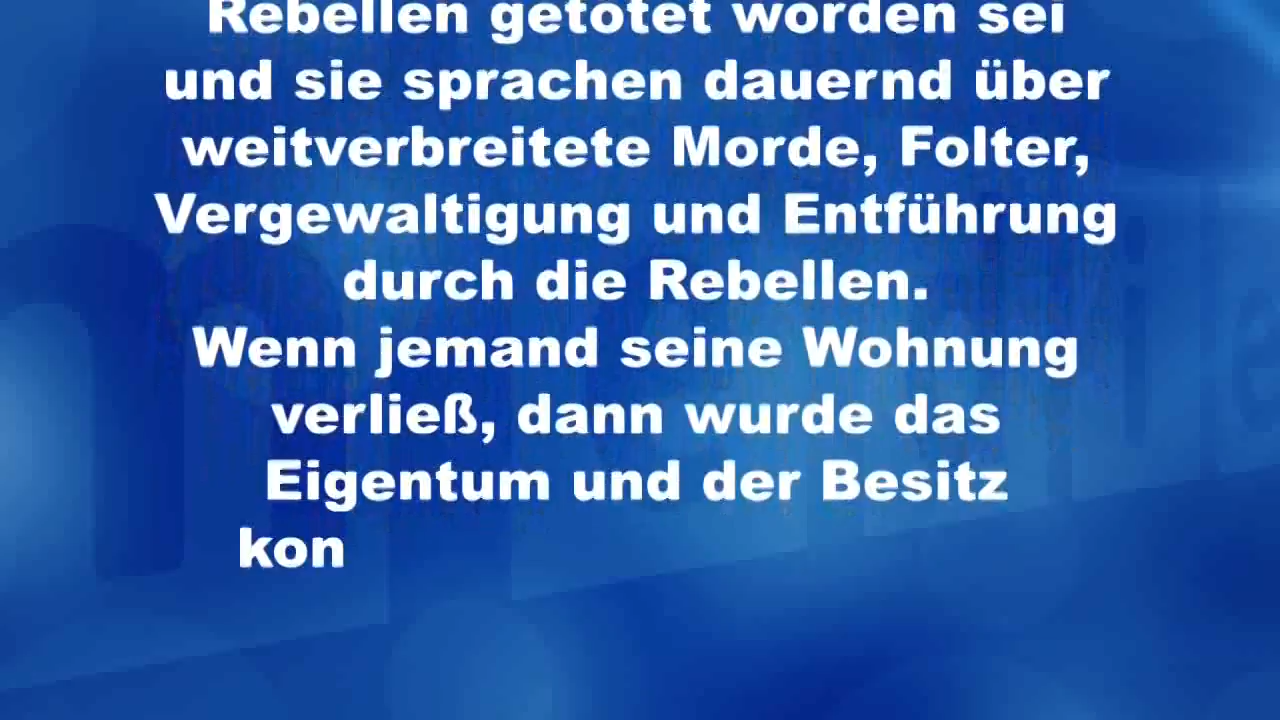 Rebellen getötet worden sei
und sie sprachen dauernd über
weitverbreitete Morde, Folter,
Vergewaltigung und Entführung
durch die Rebellen.
Wenn jemand seine Wohnung
verließ, dann wurde das
Eigentum und der Besitz
kon